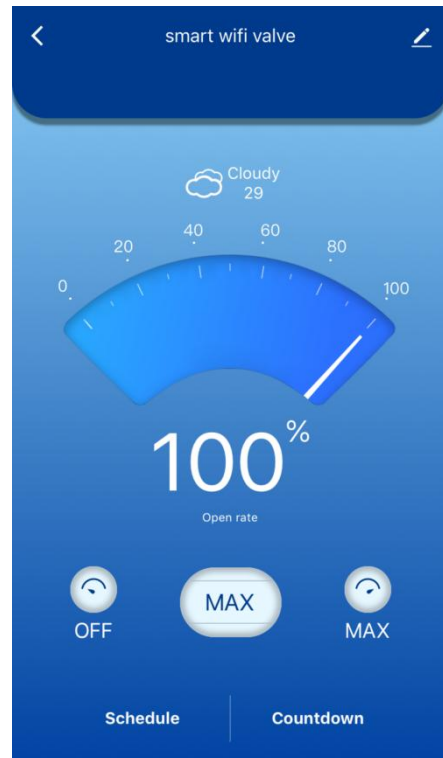 smart wifi valve
Cloudy
29
0
20
40
60
80
100
100%
Open rate
MAX
OFF
MAX
Schedule
Countdown